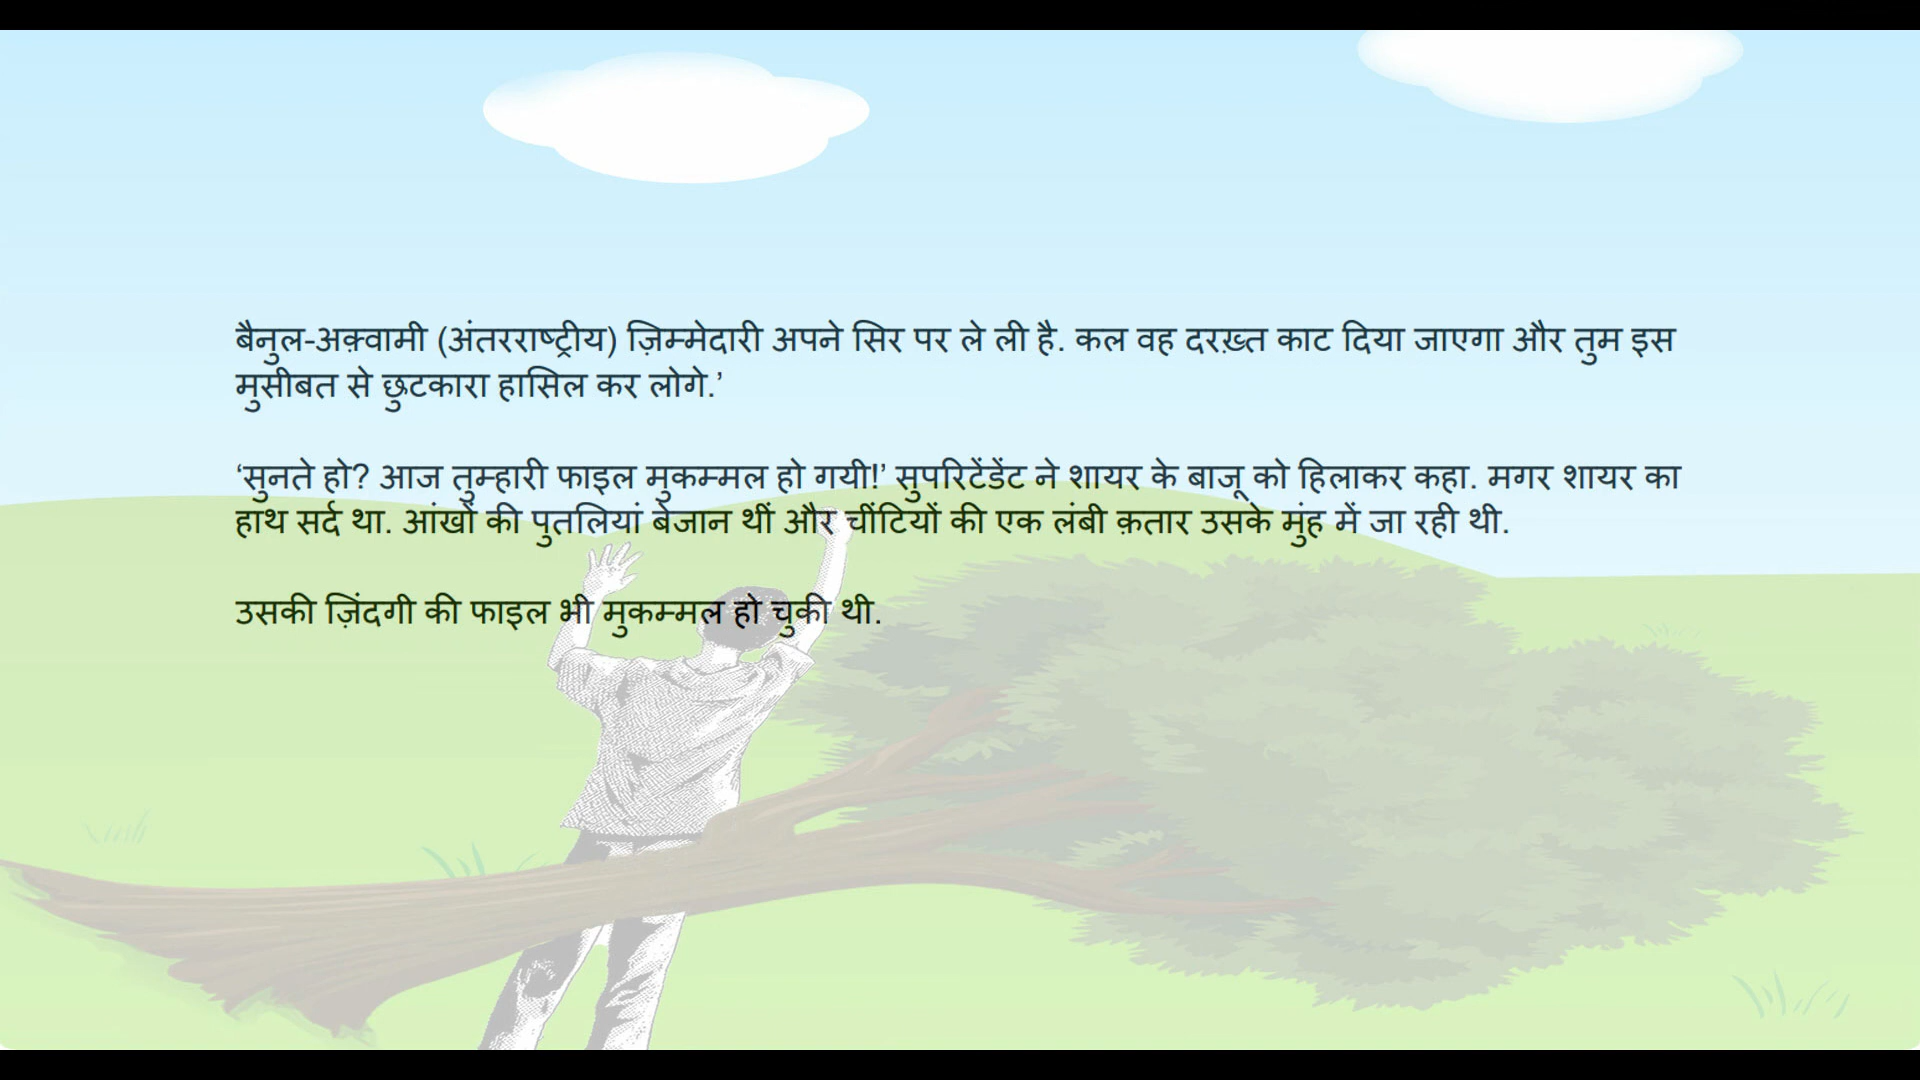 बैनुल-अक़्वामी (अंतरराष्ट्रीय) ज़िम्मेदारी अपने सिर पर ले ली है. कल वह दरख़्त काट दिया जाएगा और तुम इस
मुसीबत से छुटकारा हासिल कर लोगे.’
‘सुनते हो? आज तुम्हारी फाइल मुकम्मल हो गयी!’ सुपरिटेंडेंट ने शायर के बाजू को हिलाकर कहा. मगर शायर का
हाथ सर्द था. आंखों की पुतलियां बेजान थीं और चींटियों की एक लंबी क़तार उसके मुंह में जा रही थी.
उसकी ज़िंदगी की फाइल भी मुकम्मल हो चुकी थी.